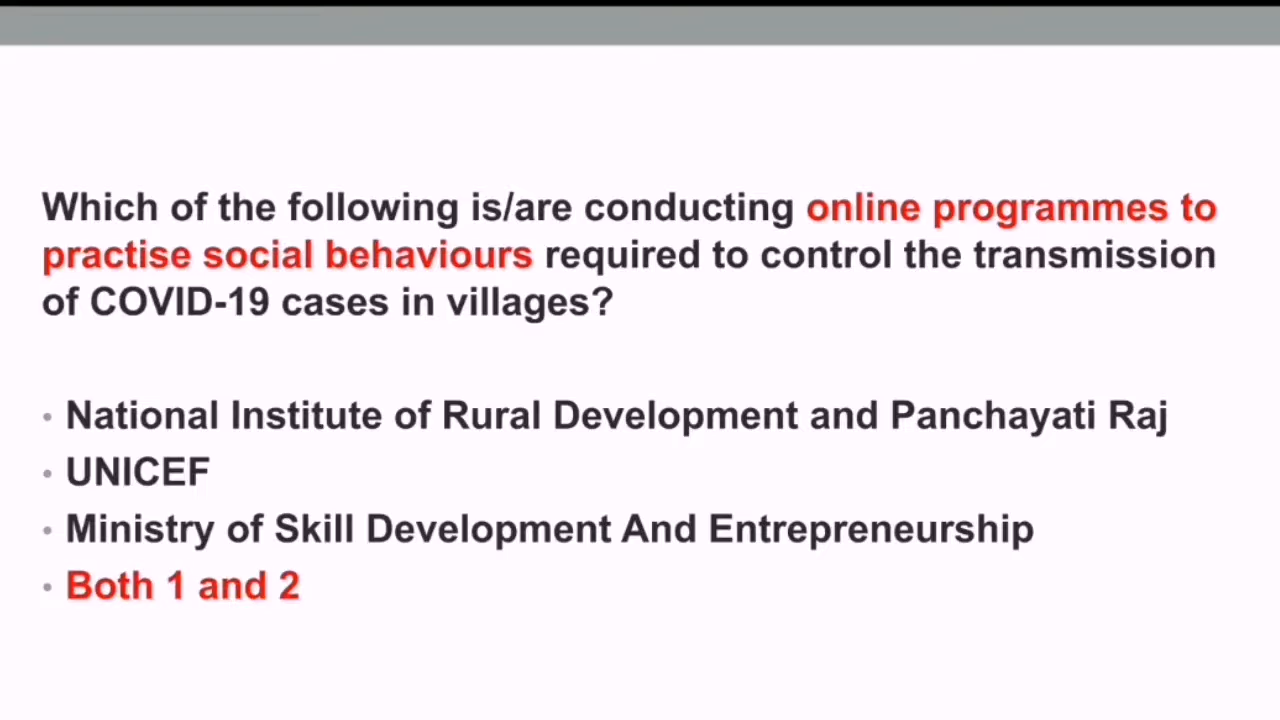 Which of the following is/are conducting online programmes to
practise social behaviours required to control the transmission
of COVID-19 cases in villages?
• National Institute of Rural Development and Panchayati Raj
• UNICEF
• Ministry of Skill Development And Entrepreneurship
• Both 1 and 2